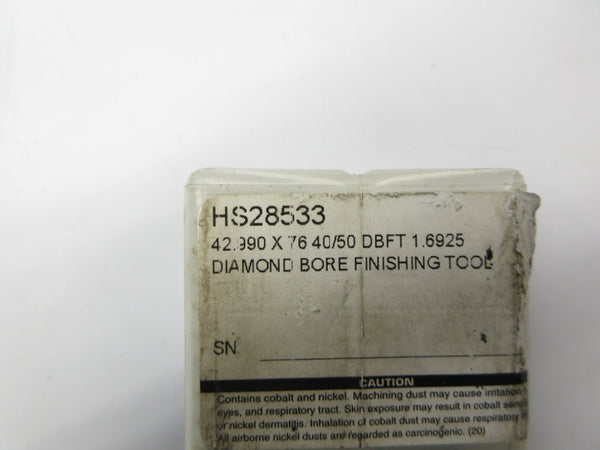 HS28533
42.990 X 76 40/50 DBFT 1.6925
DIAMOND BORE FINISHING TOOL
SN
CAUTION
Contains cobalt and nickel. Machining dust may cause irritation
eyes, and respiratory tract. Skin exposure may result in cobalt
or nickel dermatitis. Inhalation of cobalt dust may cause respiratory
All airborne nickel dusts are regarded as carcinogenic. (20)